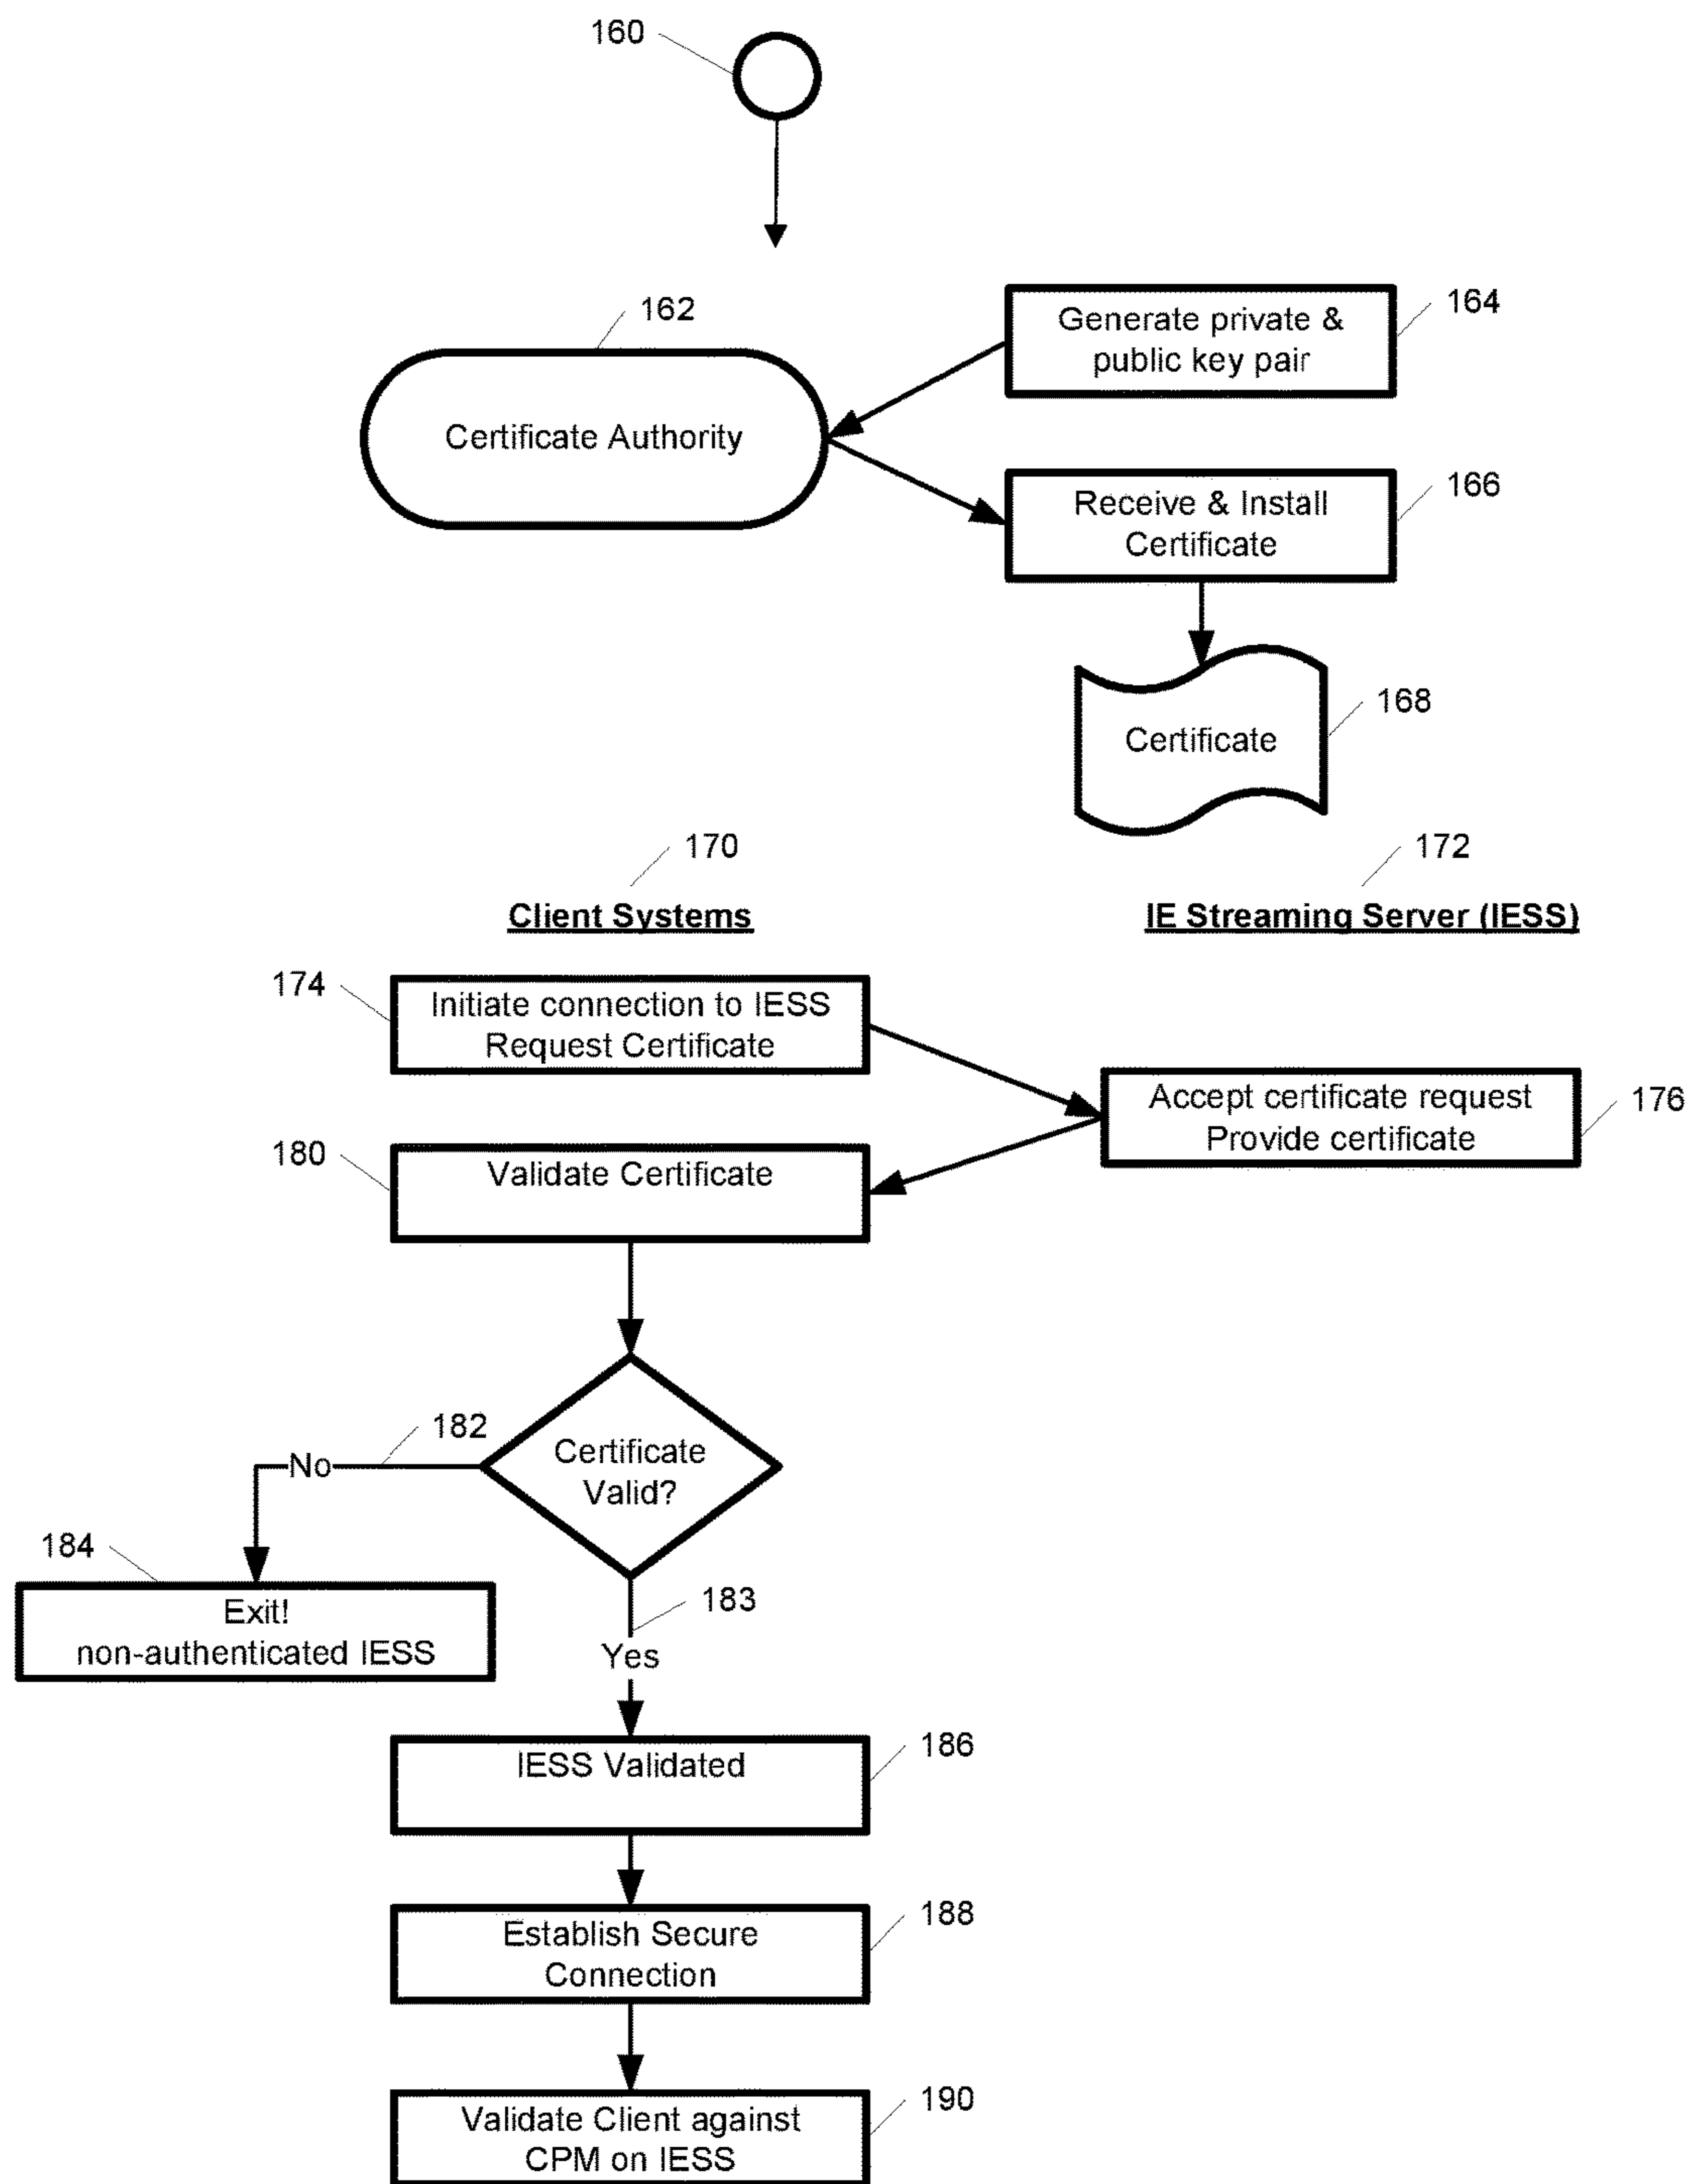 160
162
Generate private &
public key pair
164
Certificate Authority
Receive & Install
Certificate
166
Certificate
168
170
172
Client Systems
IE Streaming Server (IESS)
174
Initiate connection to IESS
Request Certificate
Accept certificate request
Provide certificate
176
180
Validate Certificate
182
No
Certificate
Valid?
184
Exit!
non-authenticated IESS
183
Yes
IESS Validated
186
Establish Secure
Connection
188
Validate Client against
CPM on IESS
190